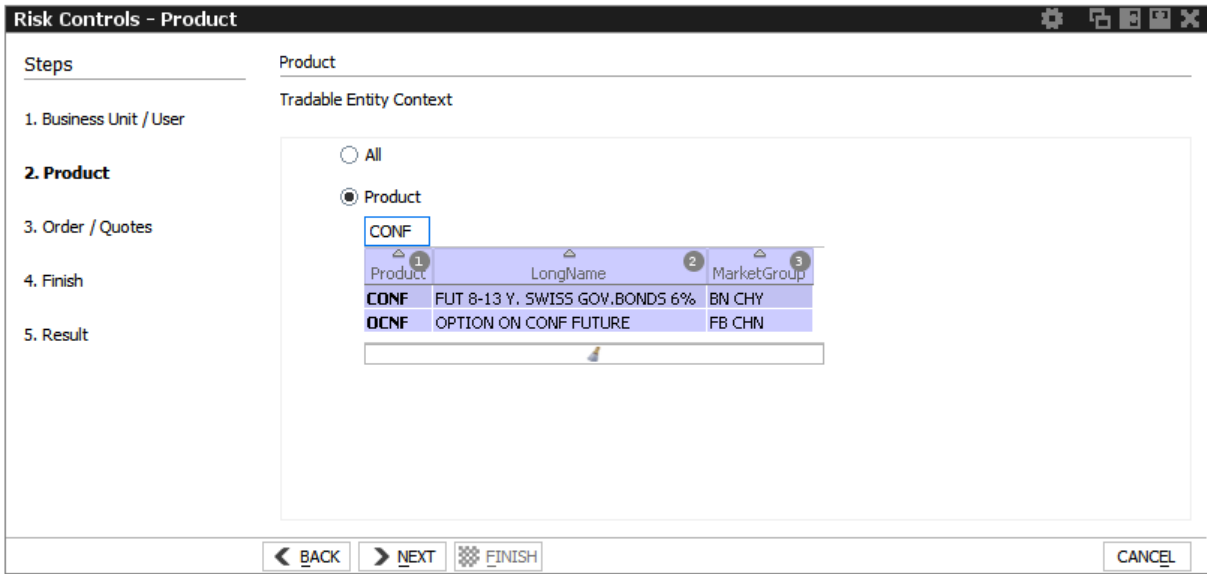 Risk Controls - Product
Steps
1. Business Unit / User
2. Product
3. Order / Quotes
4. Finish
5. Result
Product
Tradable Entity Context
All
Product
CONF
Product 1 LongName 2 MarketGroup 3
CONF FUT 8-13 Y. SWISS GOV.BONDS 6% BN CHY
OCNF OPTION ON CONF FUTURE FB CHN
BACK NEXT FINISH CANCEL